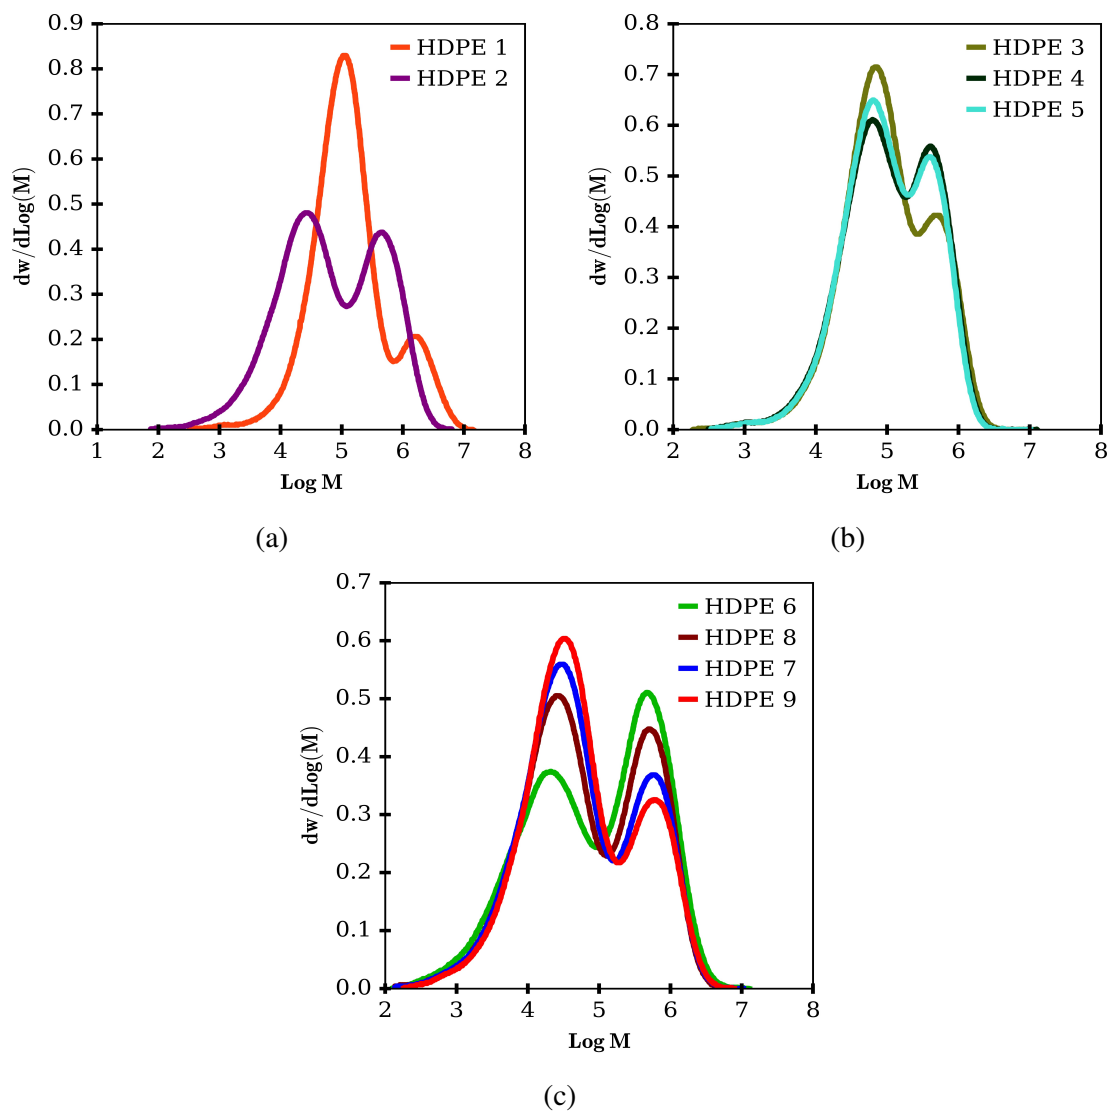 0.9
0.8
0.7
0.6
0.5
0.4
0.3
0.2
0.1
0.0
dw/dLog(M)
1 2 3 4 5 6 7 8
Log M
HDPE 1
HDPE 2
(a)
0.8
0.7
0.6
0.5
0.4
0.3
0.2
0.1
0.0
dw/dLog(M)
2 3 4 5 6 7 8
Log M
HDPE 3
HDPE 4
HDPE 5
(b)
0.7
0.6
0.5
0.4
0.3
0.2
0.1
0.0
dw/dLog(M)
2 3 4 5 6 7 8
Log M
HDPE 6
HDPE 8
HDPE 7
HDPE 9
(c)